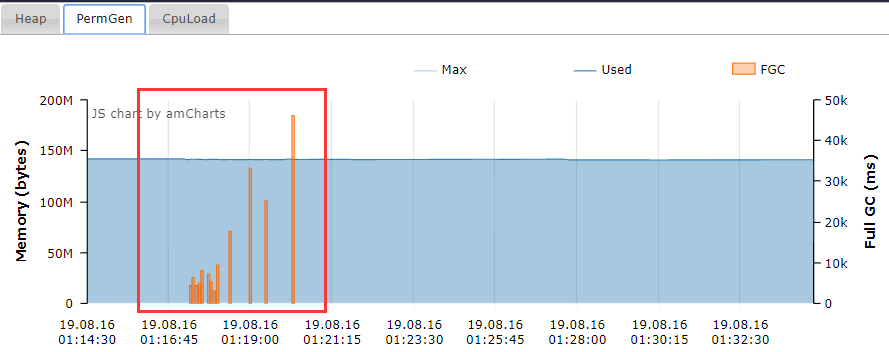 Heap PermGen CpuLoad
Max Used FGC
JS chart by amCharts
Memory (bytes)
200M
150M
100M
50M
0
Full GC (ms)
50k
40k
30k
20k
10k
0
19.08.16 19.08.16 19.08.16 19.08.16 19.08.16 19.08.16 19.08.16 19.08.16 19.08.16
01:14:30 01:16:45 01:19:00 01:21:15 01:23:30 01:25:45 01:28:00 01:30:15 01:32:30